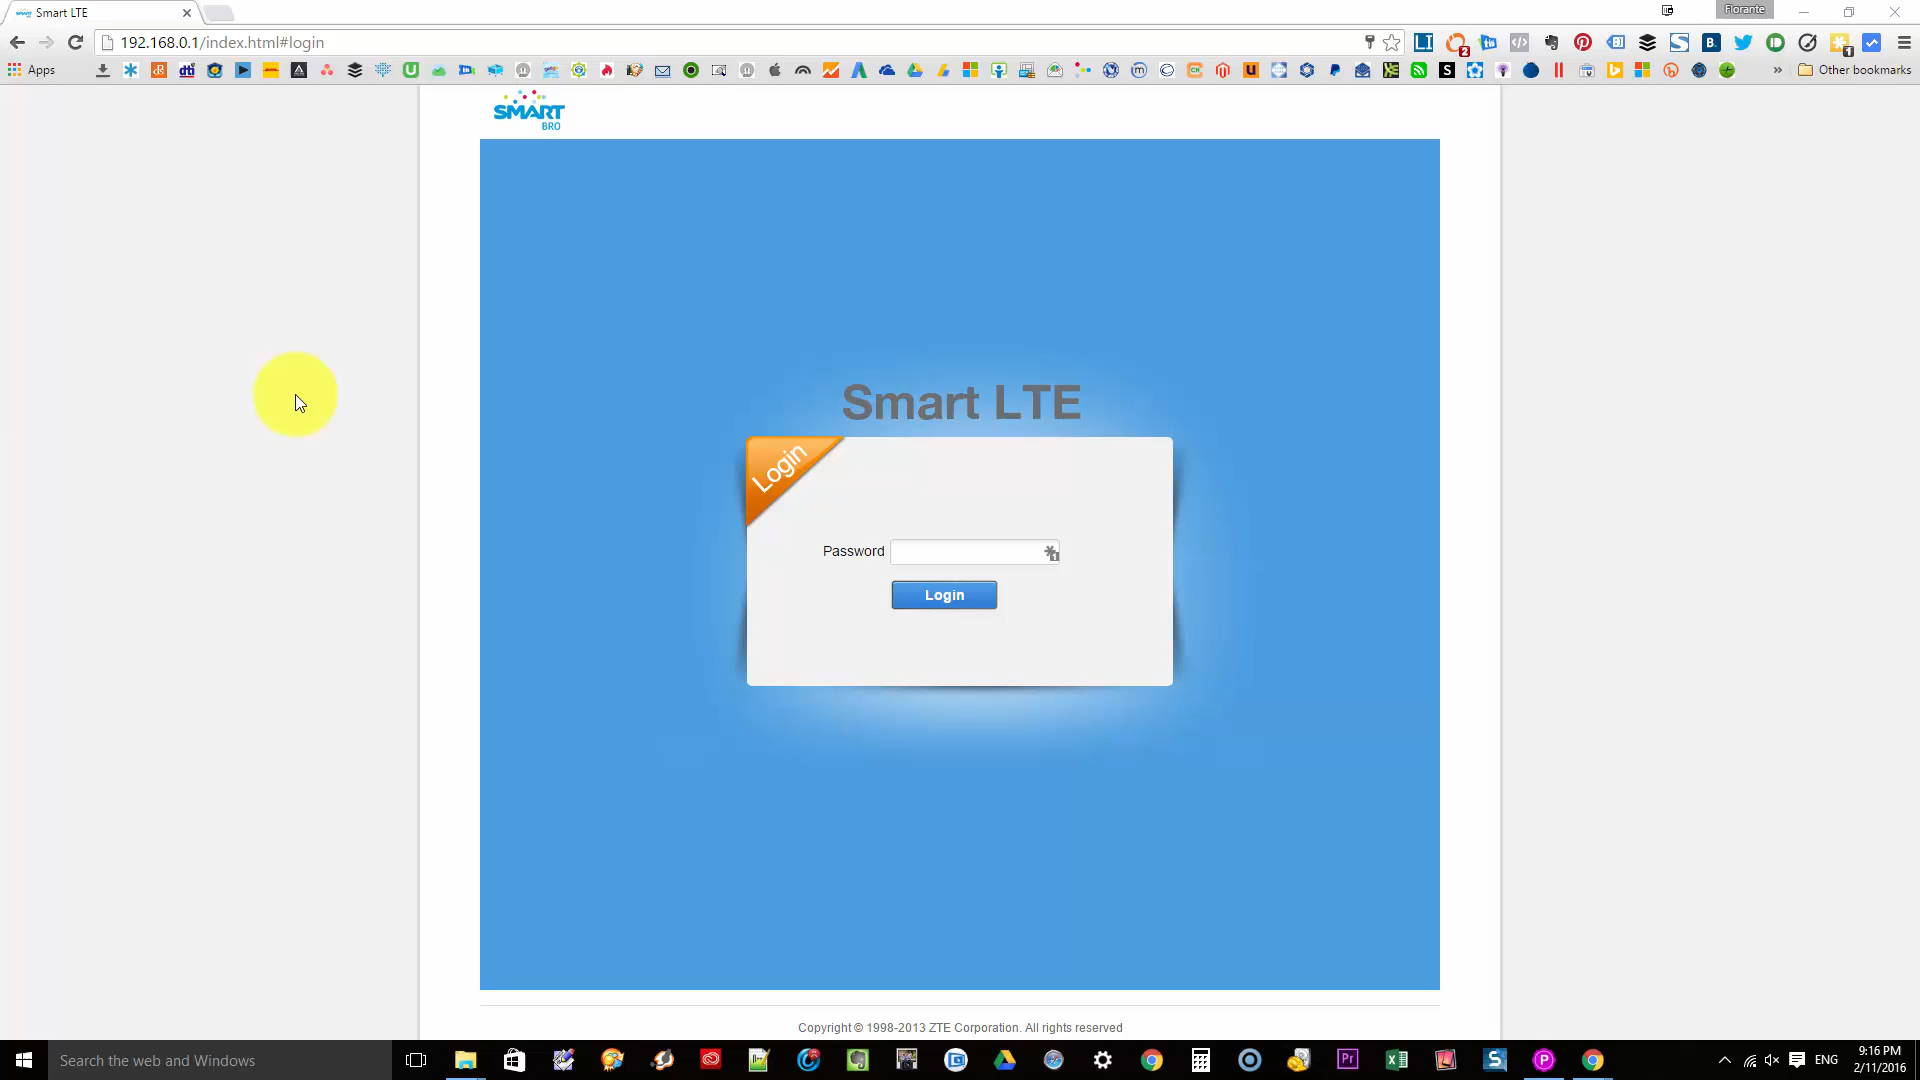 Smart LTE
Florante
192.168.0.1/index.html#login
Apps
Other bookmarks
SMART
BRO
Smart LTE
Login
Password
Login
Copyright © 1998-2013 ZTE Corporation. All rights reserved
Search the web and Windows
ENG
9:16 PM
2/11/2016